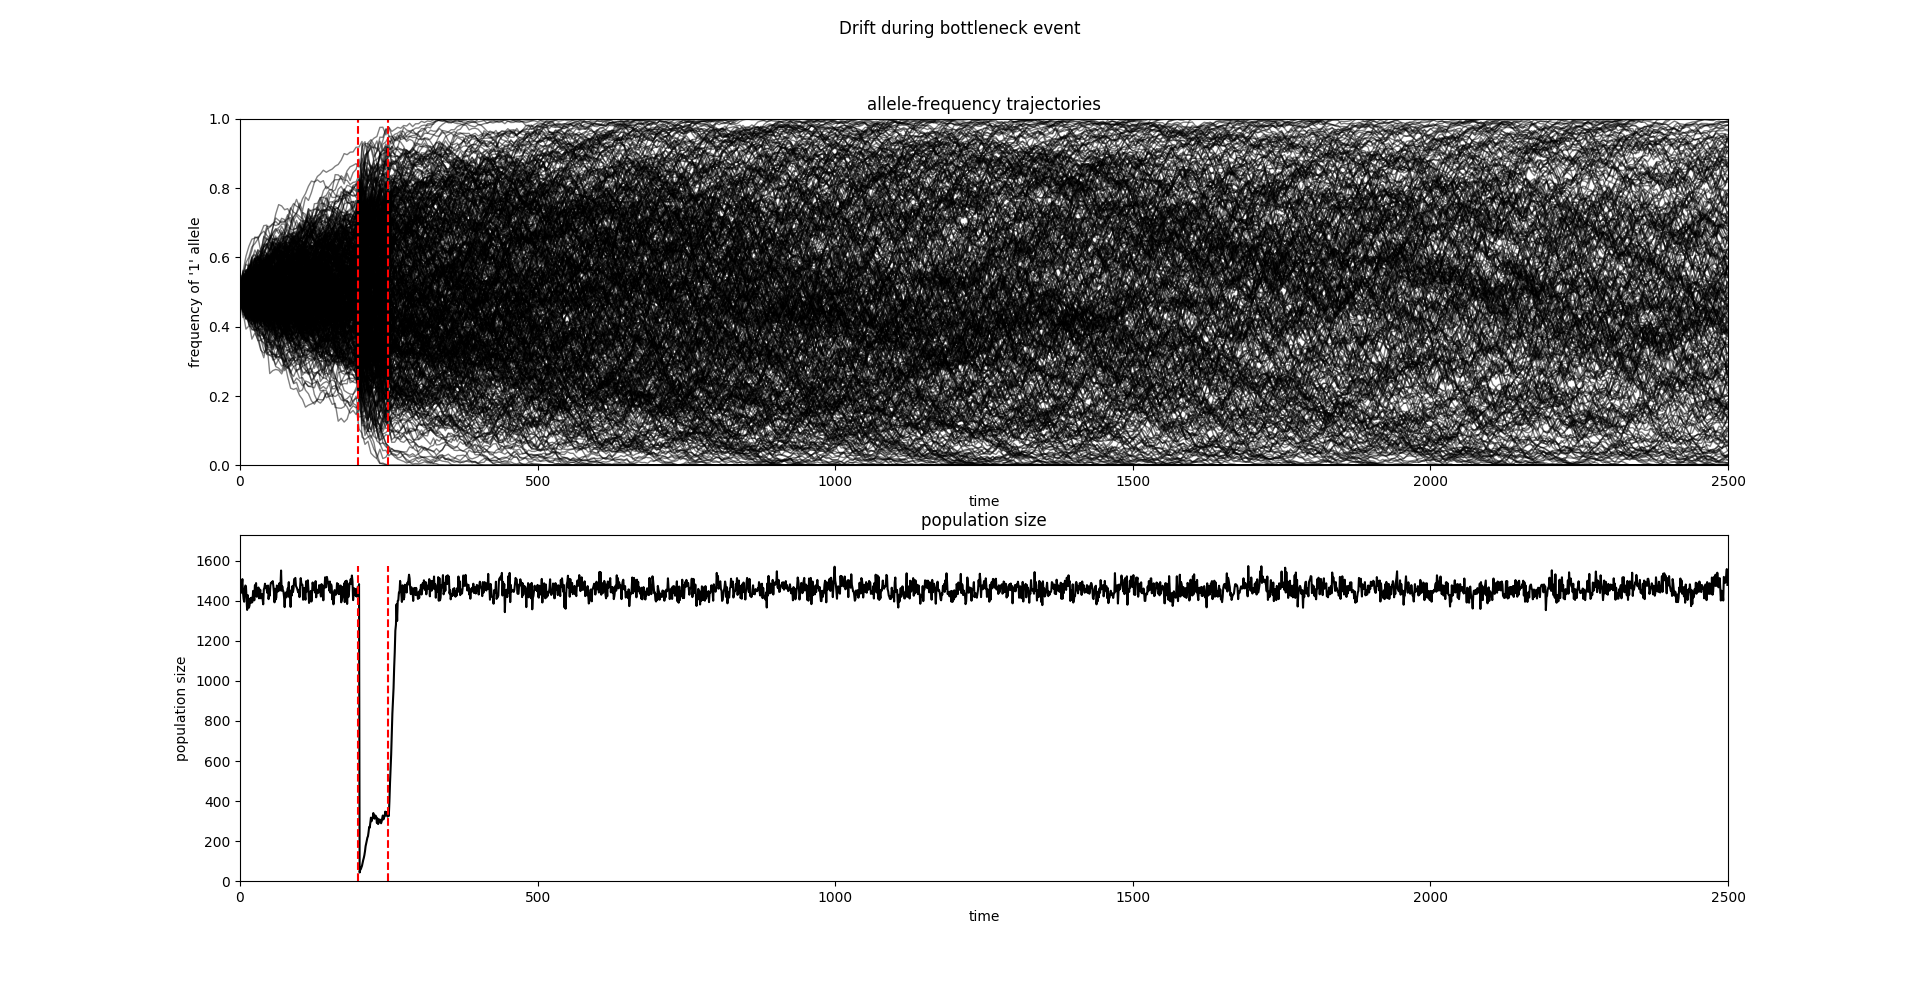 Drift during bottleneck event
allele-frequency trajectories
1.0
0.8
0.6
0.4
0.2
0.0
frequency of '1' allele
0 500 1000 1500 2000 2500
time
population size
1600
1400
1200
1000
800
600
400
200
0
population size
0 500 1000 1500 2000 2500
time